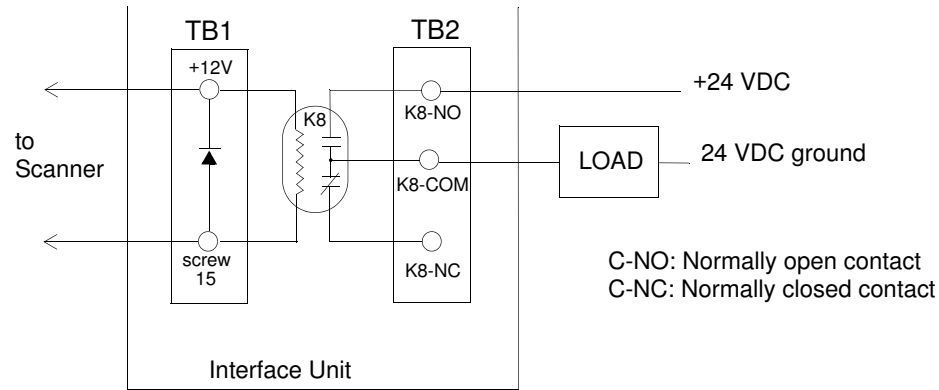 TB1
TB2
+12V
K8
K8-NO
+24 VDC
to
Scanner
K8-COM
LOAD
24 VDC ground
screw
15
K8-NC
C-NO: Normally open contact
C-NC: Normally closed contact
Interface Unit